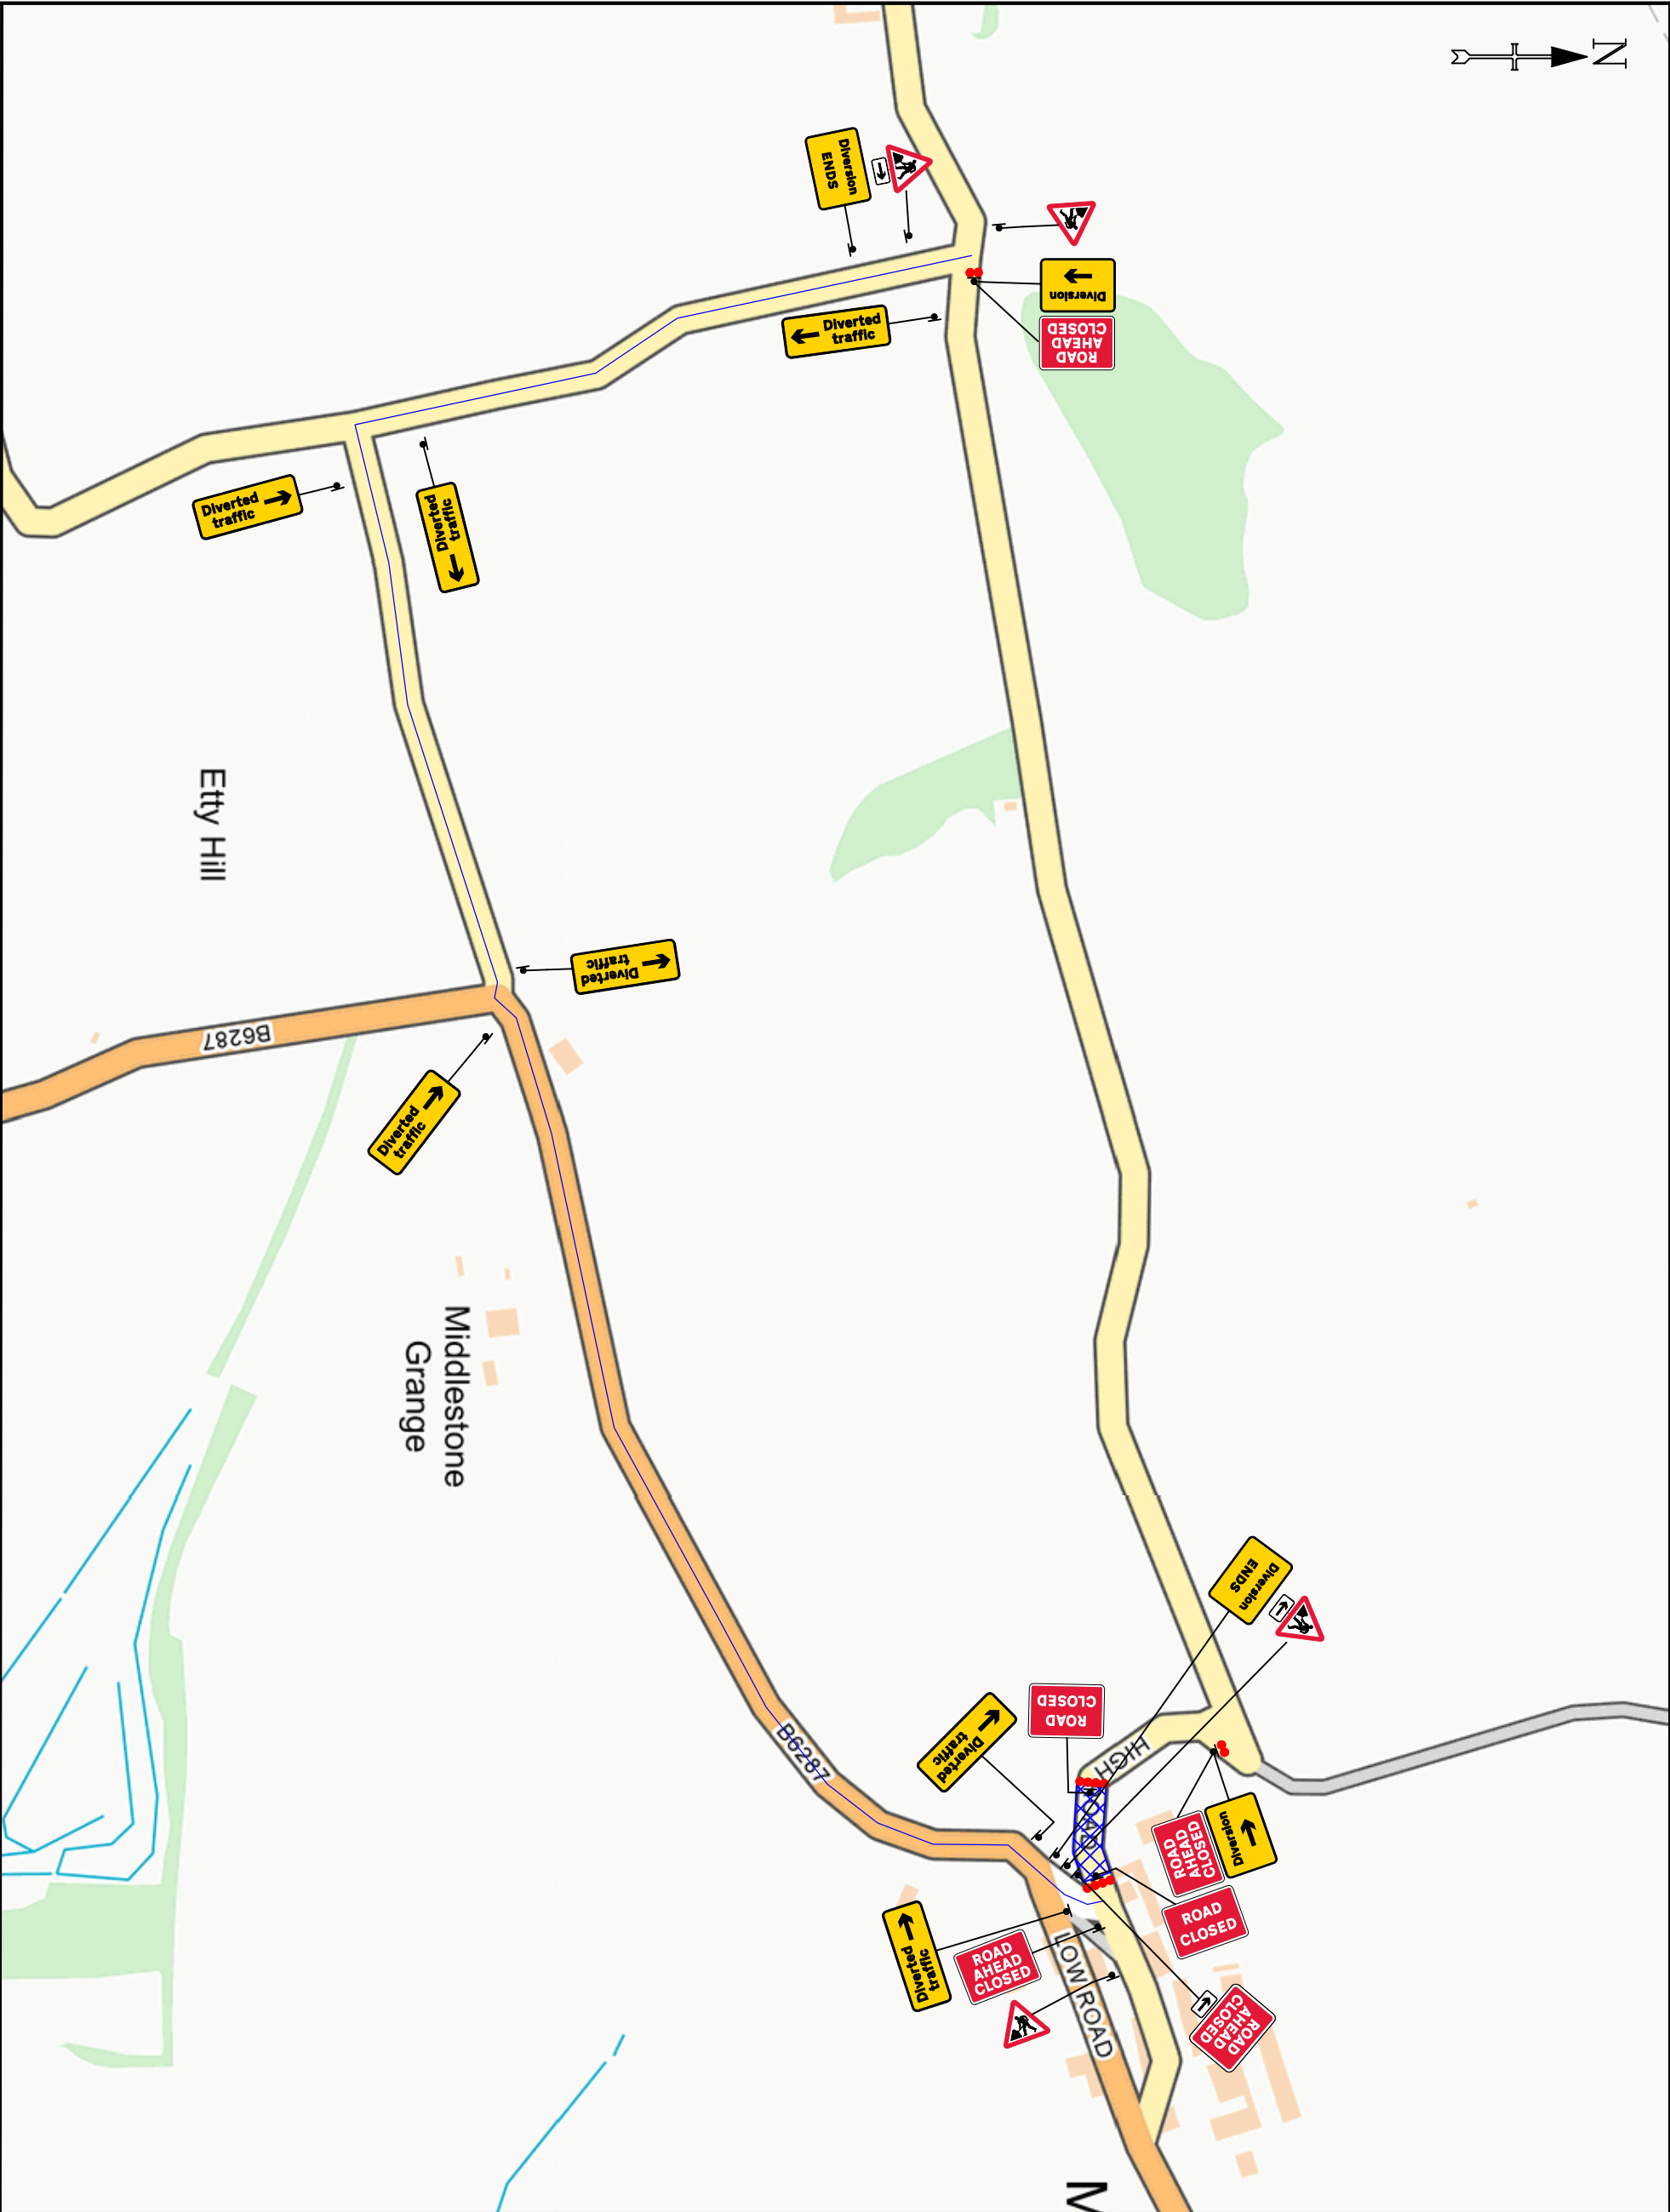 N
Diversion
ENDS
Diversion
ROAD
AHEAD
CLOSED
Diverted
traffic
Diverted
traffic
Diverted
traffic
Etty Hill
Diverted
traffic
B6287
Diverted
traffic
Middlestone
Grange
Diversion
ENDS
ROAD
CLOSED
Diverted
traffic
B6287
HIGH
ROAD
ROAD
AHEAD
CLOSED
Diversion
ROAD
CLOSED
Diverted
traffic
ROAD
AHEAD
CLOSED
LOW ROAD
ROAD
AHEAD
CLOSED
M